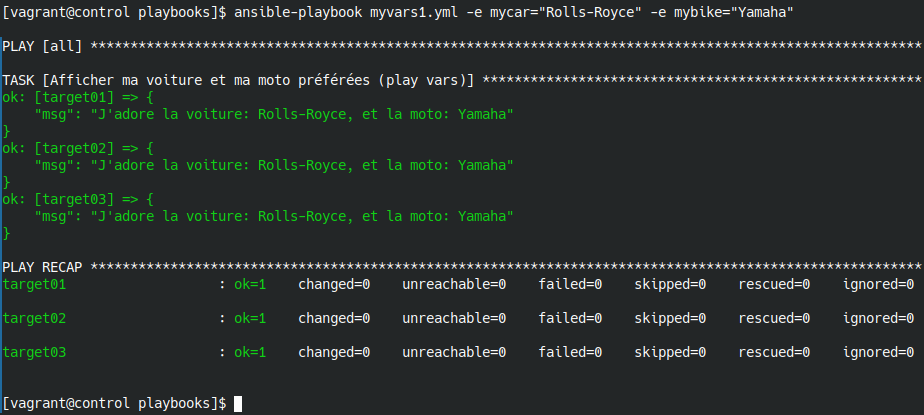 [vagrant@control playbooks]$ ansible-playbook myvars1.yml -e mycar="Rolls-Royce" -e mybike="Yamaha"
PLAY [all] ********************************************************************************************************
TASK [Afficher ma voiture et ma moto préférées (play vars)] *******************************************************
ok: [target01] => {
    "msg": "J'adore la voiture: Rolls-Royce, et la moto: Yamaha"
}
ok: [target02] => {
    "msg": "J'adore la voiture: Rolls-Royce, et la moto: Yamaha"
}
ok: [target03] => {
    "msg": "J'adore la voiture: Rolls-Royce, et la moto: Yamaha"
}
PLAY RECAP ********************************************************************************************************
target01                   : ok=1    changed=0    unreachable=0    failed=0    skipped=0    rescued=0    ignored=0
target02                   : ok=1    changed=0    unreachable=0    failed=0    skipped=0    rescued=0    ignored=0
target03                   : ok=1    changed=0    unreachable=0    failed=0    skipped=0    rescued=0    ignored=0
[vagrant@control playbooks]$